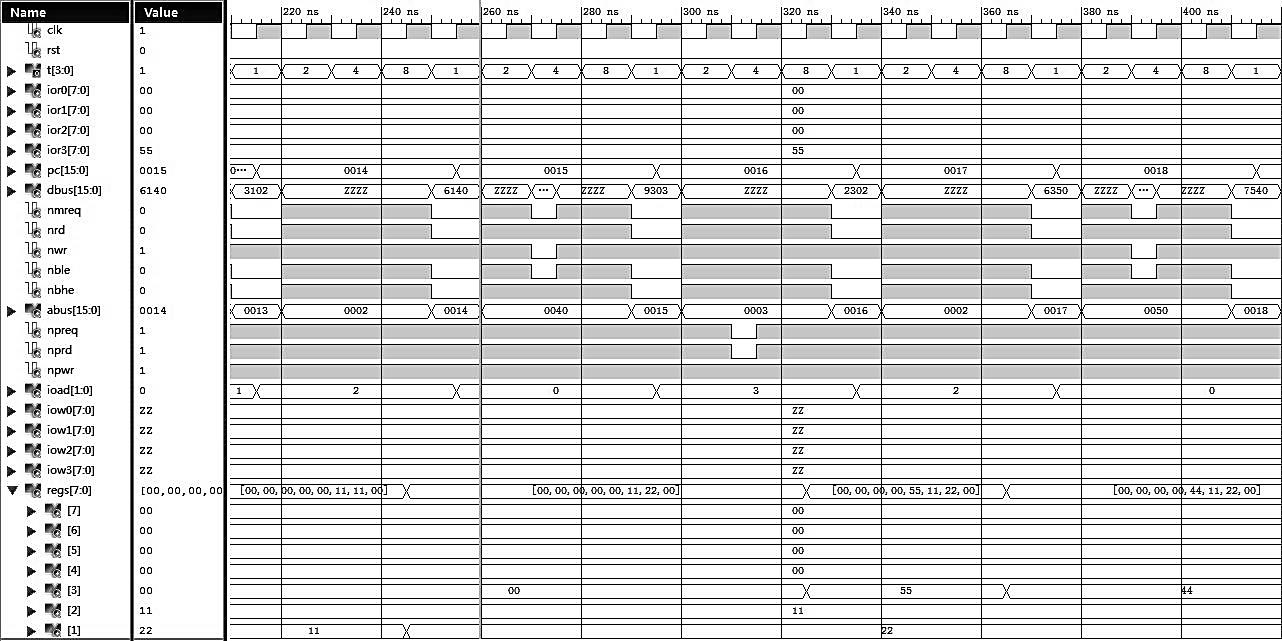 Name Value 220 ns 240 ns 260 ns 280 ns 300 ns 320 ns 340 ns 360 ns 380 ns 400 ns
clk 1
rst 0
t[3:0] 1 1 2 4 8 1 2 4 8 1 2 4 8 1 2 4 8 1 2 4 8 1
ior0[7:0] 00 00
ior1[7:0] 00 00
ior2[7:0] 00 00
ior3[7:0] 55 55
pc[15:0] 0015 0··· 0014 0015 0016 0017 0018
dbus[15:0] 6140 3102 ZZZZ 6140 ZZZZ ··· ZZZZ 9303 ZZZZ 2302 ZZZZ 6350 ZZZZ ··· ZZZZ 7540
nmreq 0
nrd 0
nwr 1
nble 0
nbhe 0
abus[15:0] 0014 0013 0002 0014 0040 0015 0003 0016 0002 0017 0050 0018
npreq 1
nprd 1
npwr 1
ioad[1:0] 0 1 2 0 3 2 0
iow0[7:0] ZZ ZZ
iow1[7:0] ZZ ZZ
iow2[7:0] ZZ ZZ
iow3[7:0] ZZ ZZ
regs[7:0] [00,00,00,00 [00,00,00,00,00,11,11,00] [00,00,00,00,00,11,22,00] [00,00,00,00,55,11,22,00] [00,00,00,00,44,11,22,00]
[7] 00 00
[6] 00 00
[5] 00 00
[4] 00 00
[3] 00 00 55 44
[2] 11 11
[1] 22 11 22